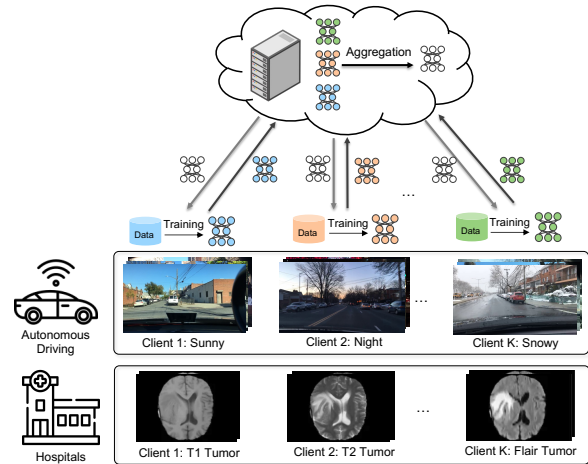 Aggregation
...
Data
Training
Data
Training
Data
Training
Autonomous
Driving
Client 1: Sunny
Client 2: Night
...
Client K: Snowy
Hospitals
Client 1: T1 Tumor
Client 2: T2 Tumor
...
Client K: Flair Tumor